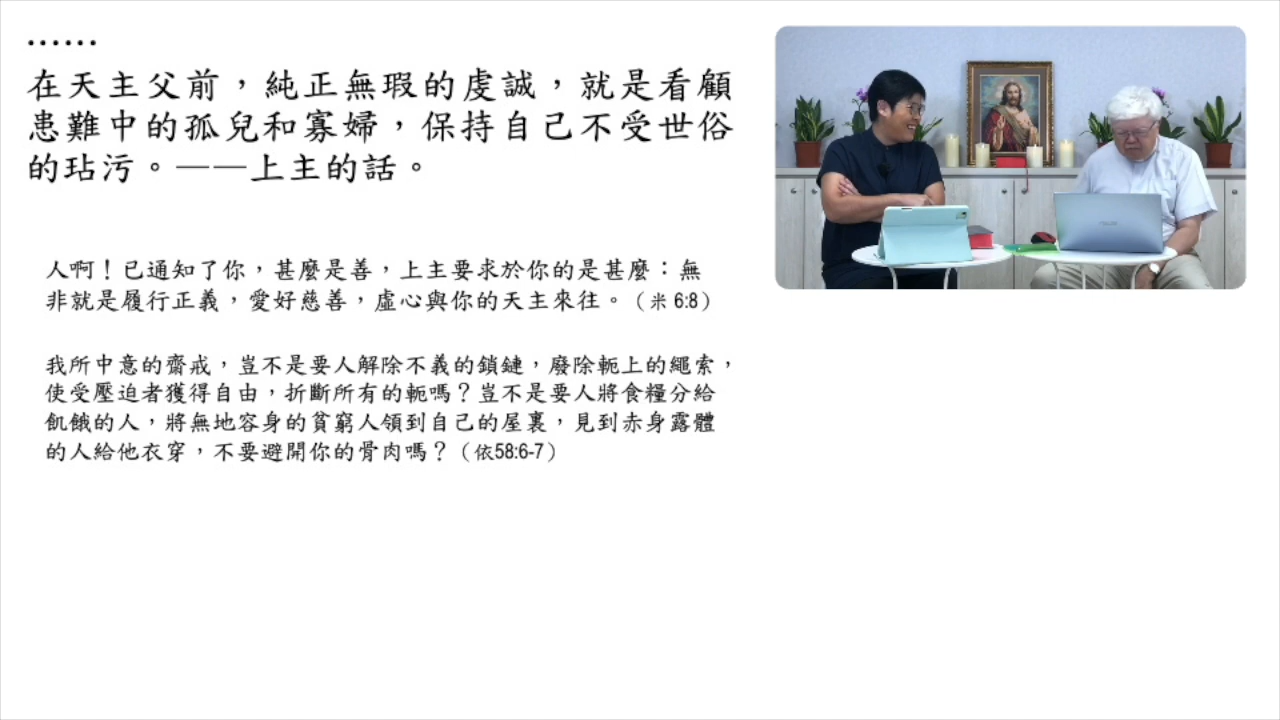 ······
在天主父前，純正無瑕的虔誠，就是看顧
患難中的孤兒和寡婦，保持自己不受世俗
的玷污。——上主的話。
人啊！已通知了你，甚麼是善，上主要求於你的是甚麼：無
非就是履行正義，愛好慈善，虛心與你的天主來往。（米 6:8）
我所中意的齋戒，豈不是要人解除不義的鎖鏈，廢除軛上的繩索，
使受壓迫者獲得自由，折斷所有的軛嗎？豈不是要人將食糧分給
飢餓的人，將無地容身的貧窮人領到自己的屋裏，見到赤身露體
的人給他衣穿，不要避開你的骨肉嗎？（依58:6-7）